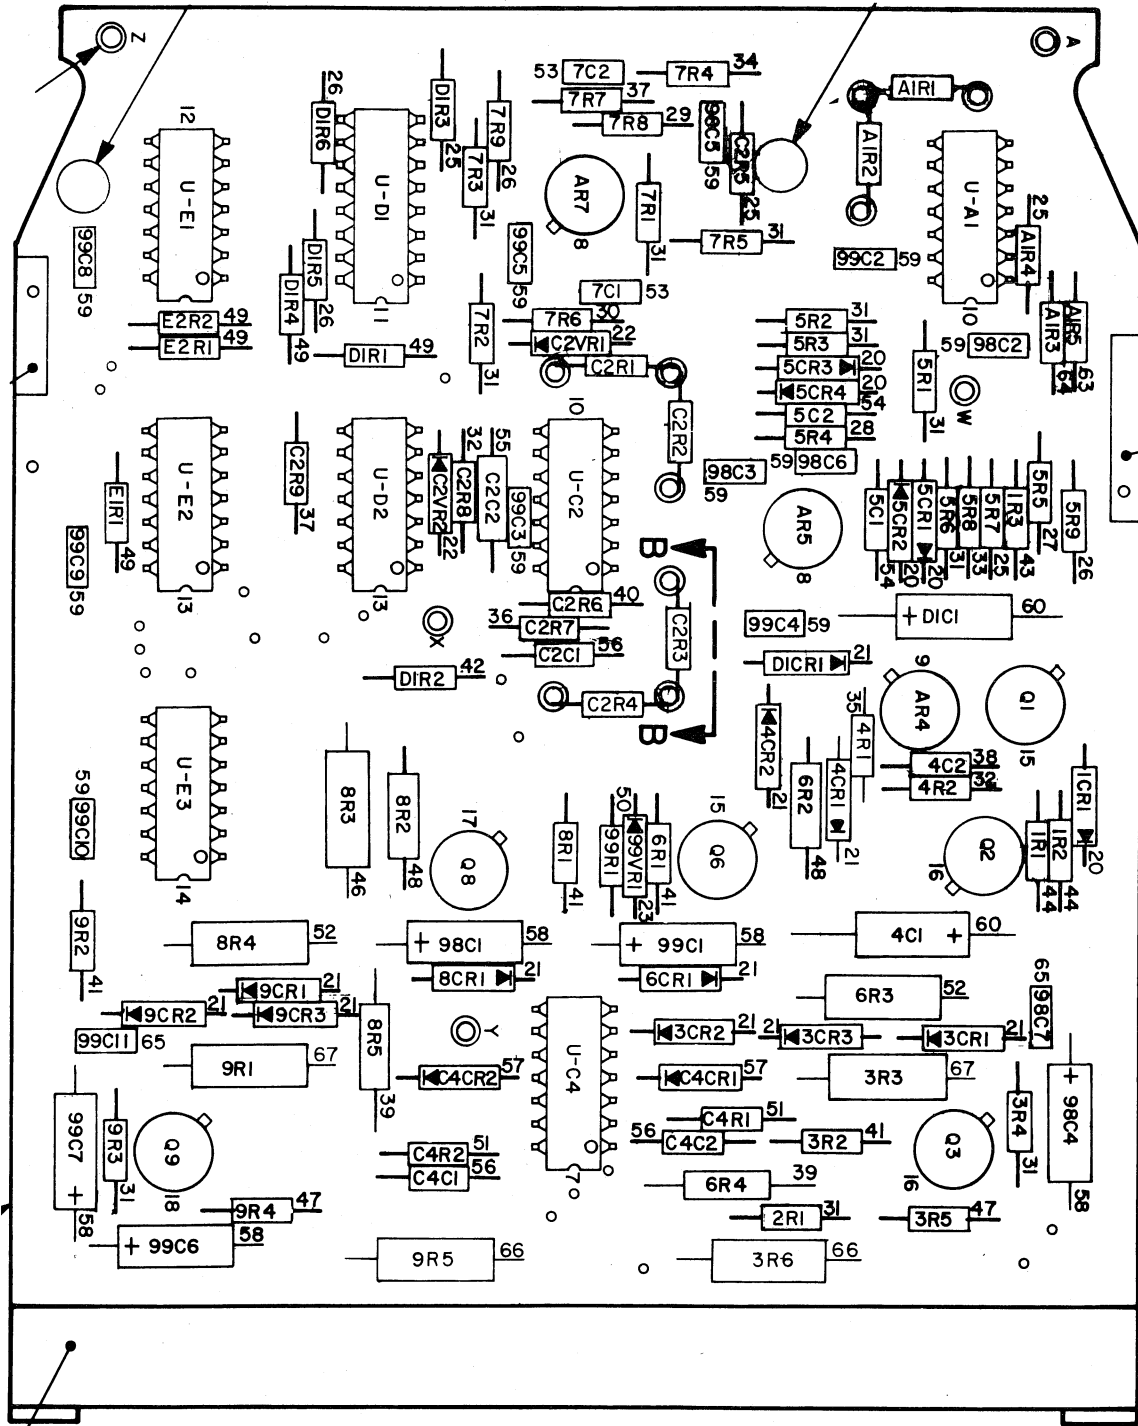 Z
A
12
U-E1
26
D1R6
U-D1
11
D1R3
25
7R9
26
7R3
31
53 7C2
7R4 34
7R7 37
7R8 29
98C5
59
C2R5
25
A1R1
A1R2
AR7
8
7R1
31
7R5 31
U-A1
10
25
A1R4
99C8
59
D1R5
26
D1R4
49
99C5
59
99C2 59
7C1 53
E2R2 49
E2R1 49
D1R1 49
7R2
31
7R6 30
C2VR1 22
C2R1
5R2 31
5R3 31
5CR3 20
5CR4 20
5C2 54
5R4 28
59 98C6
98C3
59
5R1
31
59 98C2
A1R3
64
A1R5
63
W
10
U-C2
C2R2
U-E2
13
E1R1
49
99C9
59
C2R9
37
U-D2
13
C2VR2
22
32
C2R8
55
C2C2
99C3
59
AR5
8
5C1
54
5CR2
20
5CR1
20
5R6
31
5R8
33
5R7
25
1R3
43
5R5
27
5R9
26
B
C2R6 40
36 C2R7
C2C1 56
X
C2R3
+ D1C1 60
99C4 59
D1R2 42
C2R4
B
D1CR1 21
9
AR4
Q1
15
U-E3
14
8R3
46
8R2
48
17
Q8
4CR2
21
6R2
48
4CR1
21
35
4R1
4C2 38
4R2 32
1CR1
20
59
99C10
8R1
41
50
99R1
99VR1
23
6R1
41
15
Q6
Q2
16
1R1
44
1R2
44
9R2
41
8R4 52
+ 98C1 58
+ 99C1 58
4C1 + 60
8CR1 21
6CR1 21
9CR1 21
9CR2 21
9CR3 21
99C11 65
8R5
39
Y
6R3 52
65
98C7
U-C4
7
3CR2 21
21 3CR3
3CR1 21
9R1 67
C4CR2 57
C4CR1 57
3R3 67
99C7
+
58
9R3
31
Q9
18
C4R1 51
56 C4C2
3R2 41
C4R2 51
C4C1 56
Q3
16
3R4
31
+ 98C4
58
6R4 39
9R4 47
2R1 31
3R5 47
+ 99C6 58
9R5 66
3R6 66